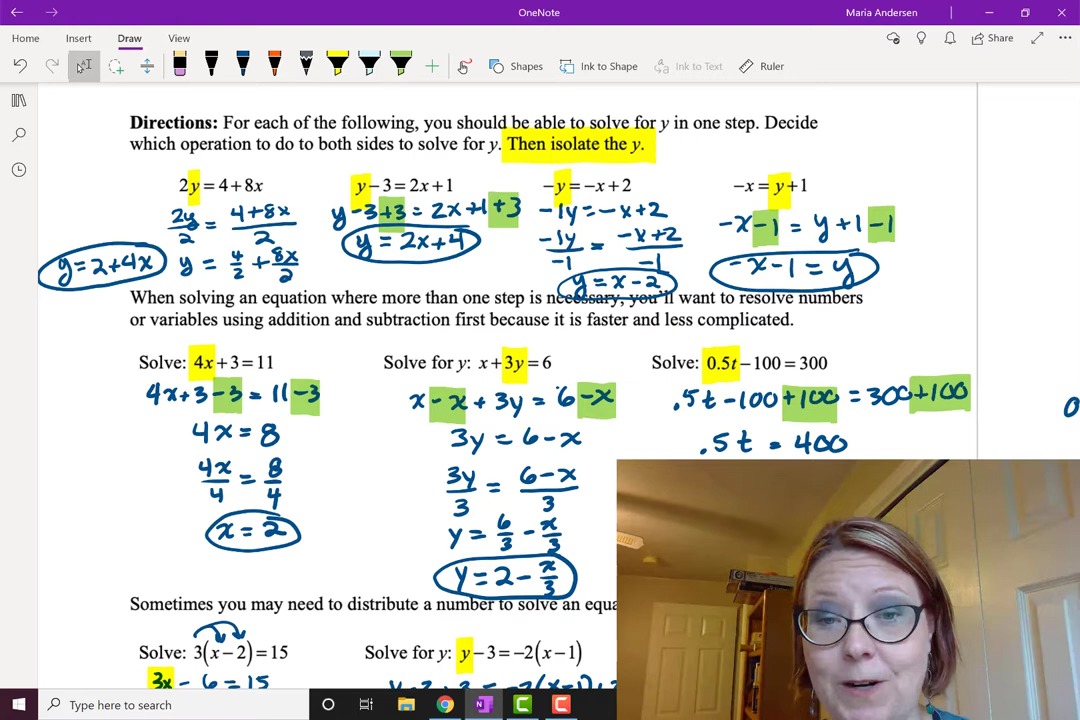 OneNote
Maria Andersen
Home Insert Draw View
Share
Shapes Ink to Shape Ink to Text Ruler
Directions: For each of the following, you should be able to solve for y in one step. Decide
which operation to do to both sides to solve for y. Then isolate the y.
2y = 4 + 8x y − 3 = 2x + 1 −y = −x + 2 −x = y + 1
2y/2 = 4+8x/2 y − 3 + 3 = 2x + 1 + 3 −1y = −x + 2 −x − 1 = y + 1 − 1
y = 2 + 4x y = 4/2 + 8x/2 y = 2x + 4 −1y/−1 = −x+2/−1 −x − 1 = y
y = x − 2
When solving an equation where more than one step is necessary, you'll want to resolve numbers
or variables using addition and subtraction first because it is faster and less complicated.
Solve: 4x + 3 = 11 Solve for y: x + 3y = 6 Solve: 0.5t − 100 = 300
4x + 3 − 3 = 11 − 3 x − x + 3y = 6 − x .5t − 100 + 100 = 300 + 100
4x = 8 3y = 6 − x .5t = 400
4x/4 = 8/4 3y/3 = 6−x/3
x = 2 y = 6/3 − x/3
y = 2 − x/3
Sometimes you may need to distribute a number to solve an equa
Solve: 3(x − 2) = 15 Solve for y: y − 3 = −2(x − 1)
3x − 6 = 15
Type here to search